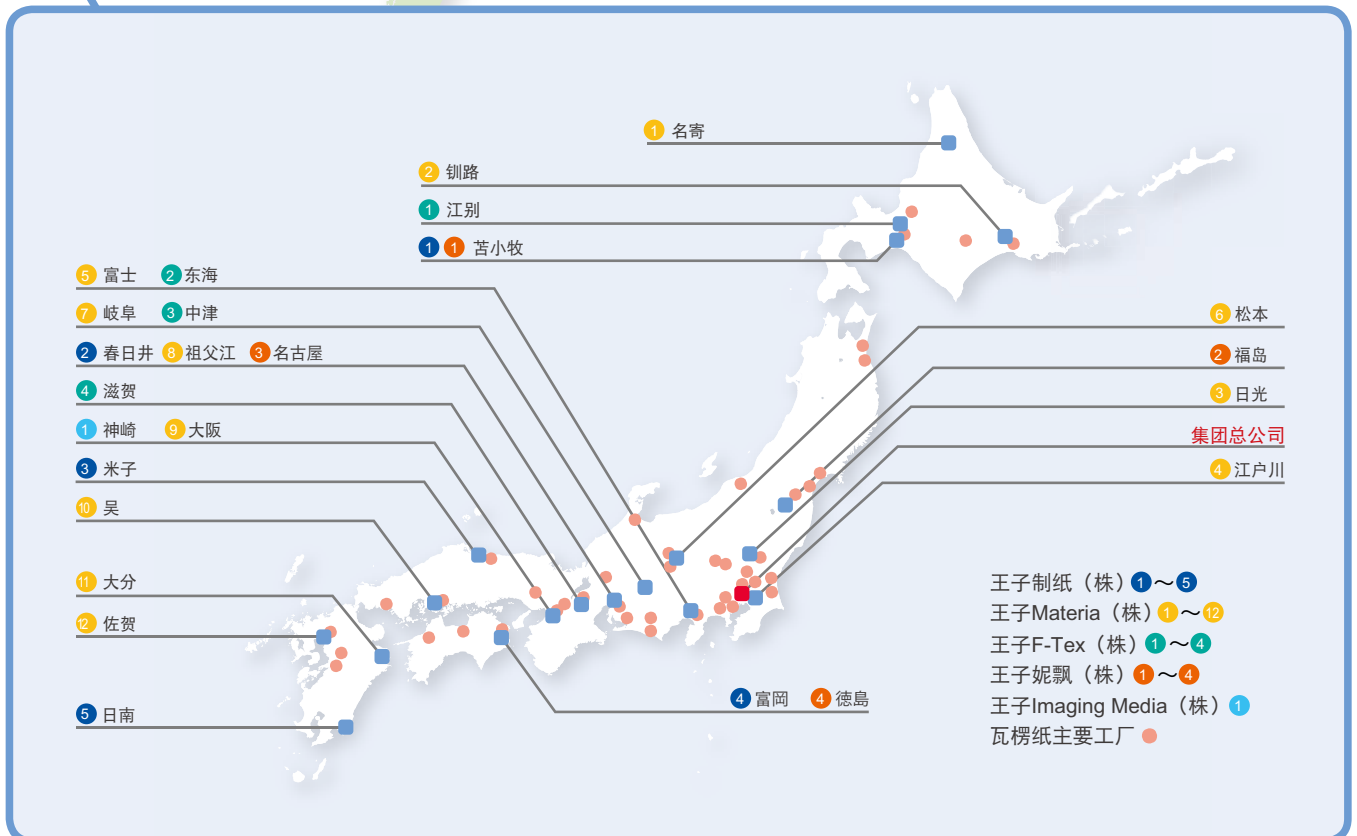 1 名寄
2 钏路
1 江别
1 1 苫小牧
5 富士 2 东海
7 岐阜 3 中津
2 春日井 8 祖父江 3 名古屋
4 滋贺
1 神崎 9 大阪
3 米子
10 吴
11 大分
12 佐贺
5 日南
6 松本
2 福岛
3 日光
集团总公司
4 江户川
4 富冈 4 徳島
王子制纸（株）1～5
王子Materia（株）1～12
王子F-Tex（株）1～4
王子妮飘（株）1～4
王子Imaging Media（株）1
瓦楞纸主要工厂